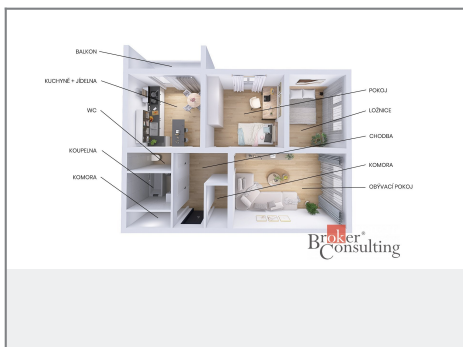 BALKON
KUCHYNĚ + JÍDELNA
WC
KOUPELNA
KOMORA
POKOJ
LOŽNICE
CHODBA
KOMORA
OBÝVACÍ POKOJ
Broker®
Consulting